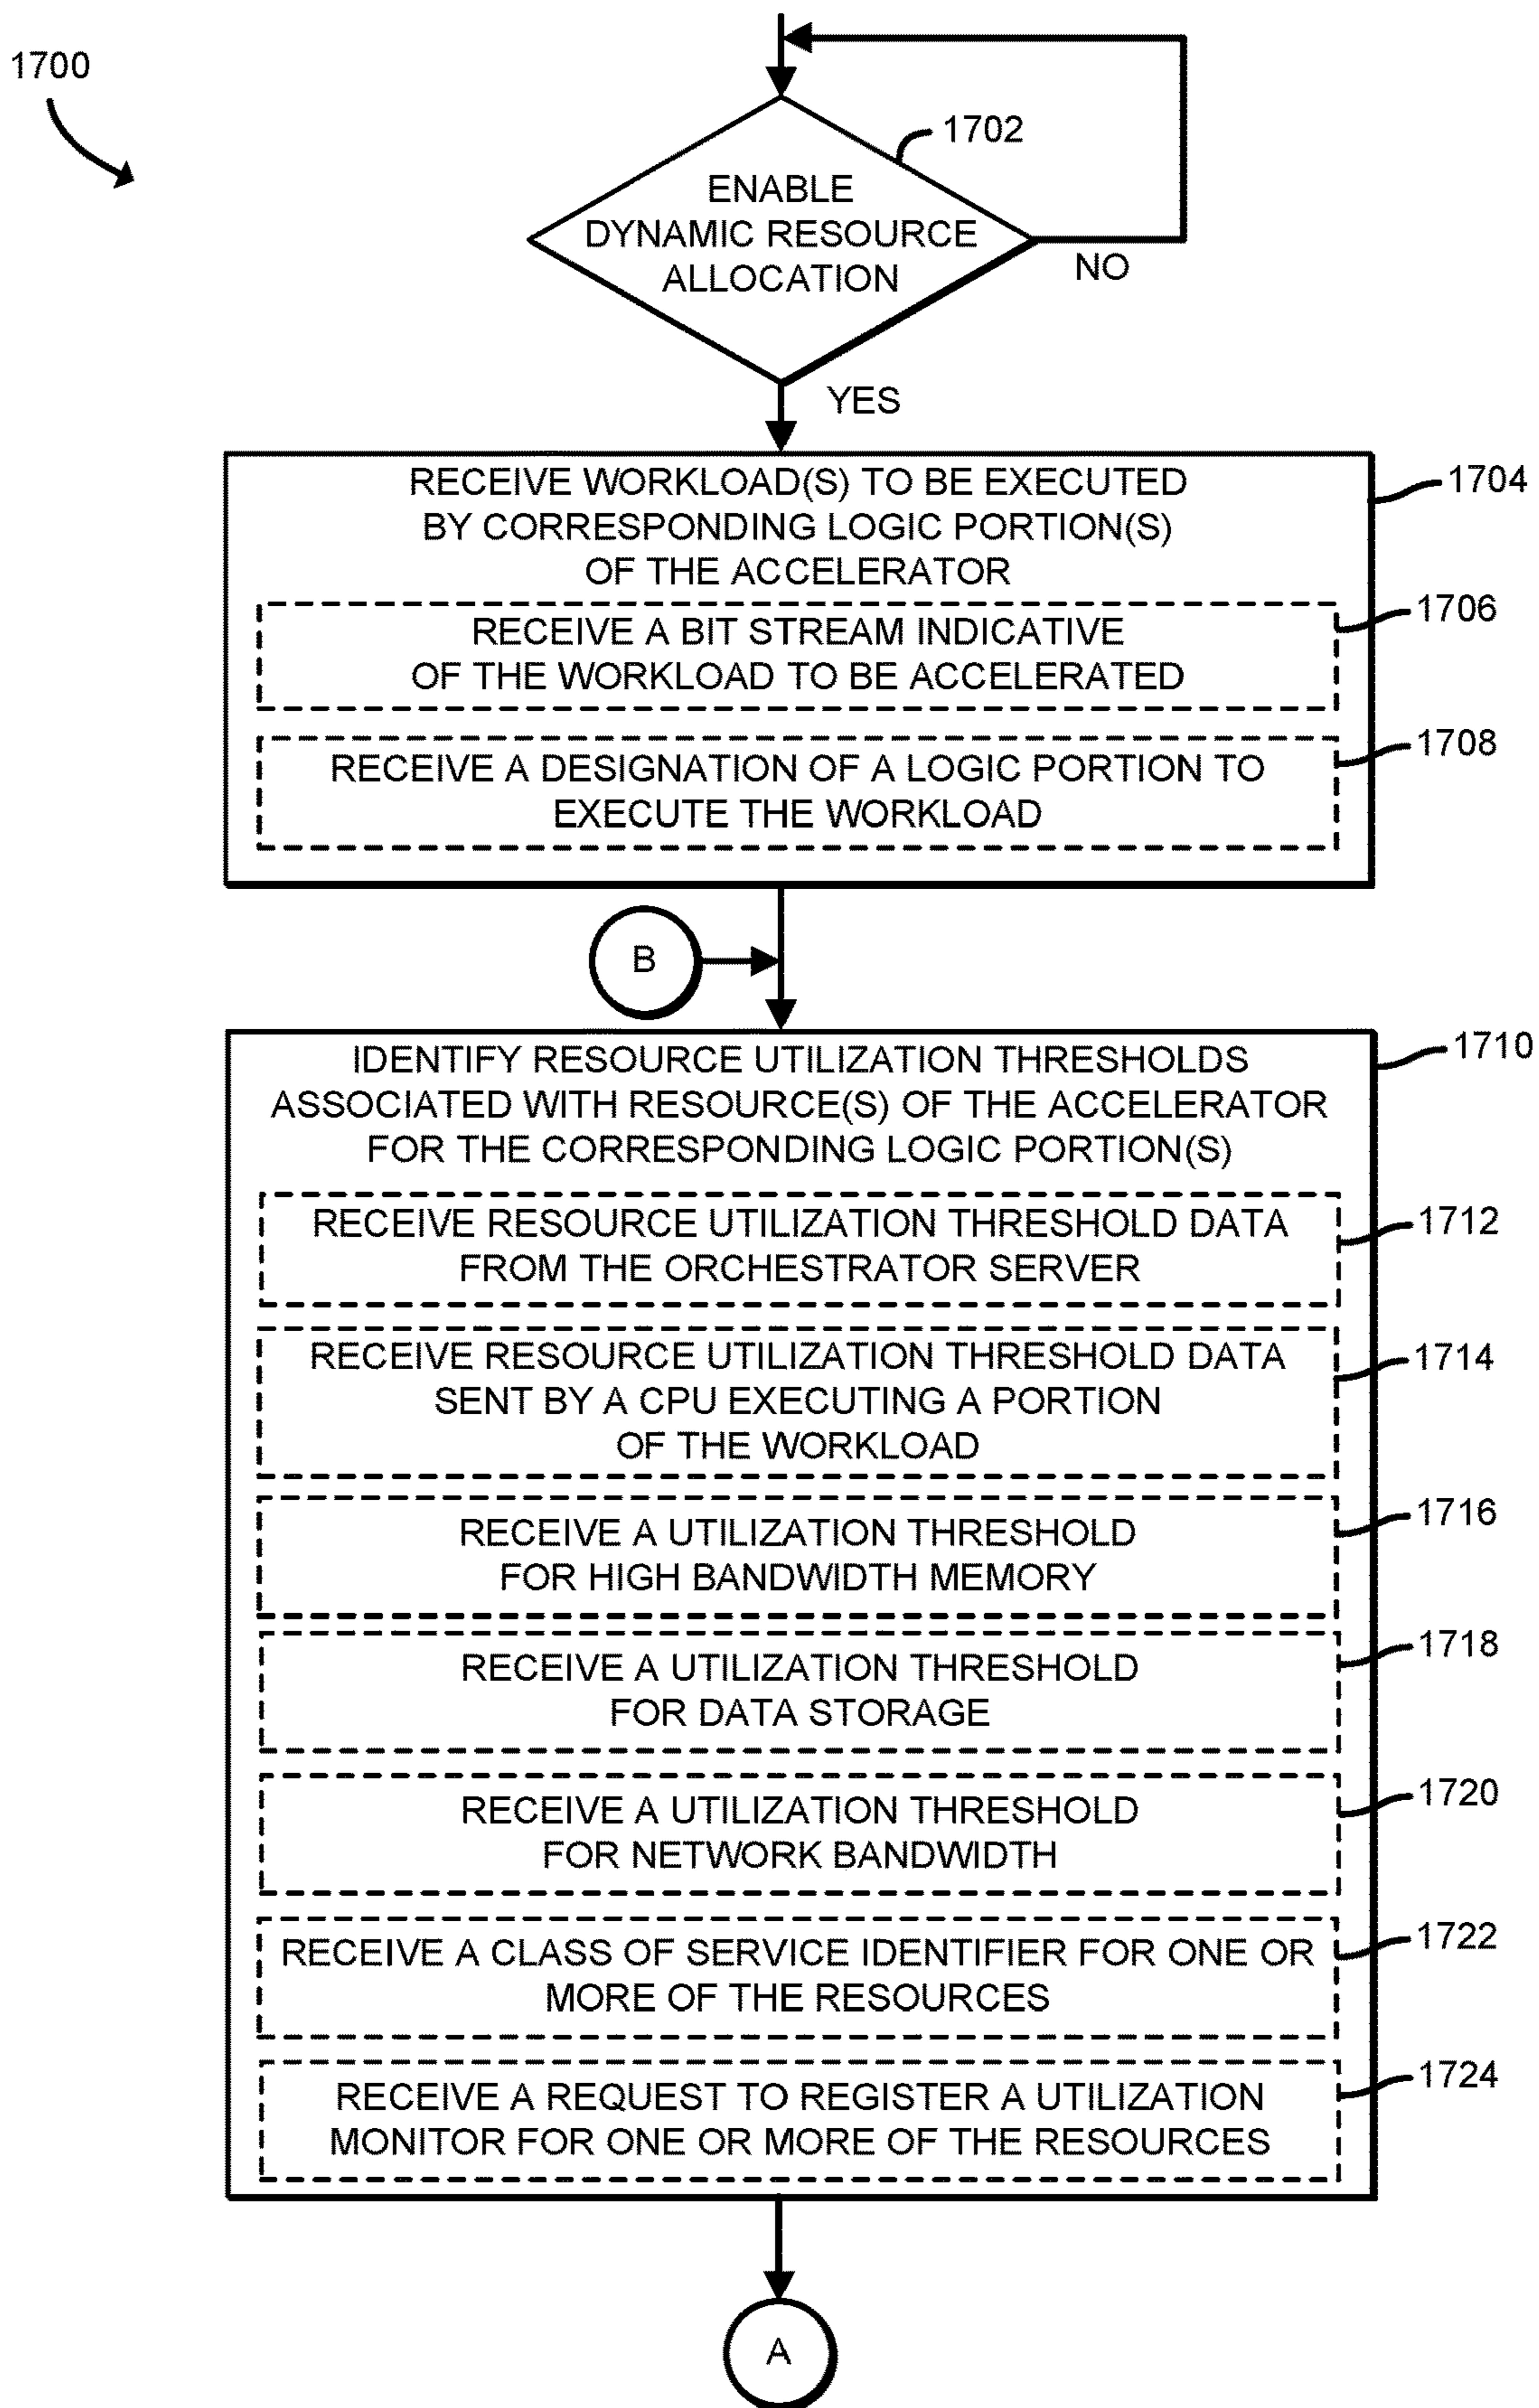 1700
1702
ENABLE
DYNAMIC RESOURCE
ALLOCATION
NO
YES
RECEIVE WORKLOAD(S) TO BE EXECUTED
BY CORRESPONDING LOGIC PORTION(S)
OF THE ACCELERATOR
1704
RECEIVE A BIT STREAM INDICATIVE
OF THE WORKLOAD TO BE ACCELERATED
1706
RECEIVE A DESIGNATION OF A LOGIC PORTION TO
EXECUTE THE WORKLOAD
1708
B
IDENTIFY RESOURCE UTILIZATION THRESHOLDS
ASSOCIATED WITH RESOURCE(S) OF THE ACCELERATOR
FOR THE CORRESPONDING LOGIC PORTION(S)
1710
RECEIVE RESOURCE UTILIZATION THRESHOLD DATA
FROM THE ORCHESTRATOR SERVER
1712
RECEIVE RESOURCE UTILIZATION THRESHOLD DATA
SENT BY A CPU EXECUTING A PORTION
OF THE WORKLOAD
1714
RECEIVE A UTILIZATION THRESHOLD
FOR HIGH BANDWIDTH MEMORY
1716
RECEIVE A UTILIZATION THRESHOLD
FOR DATA STORAGE
1718
RECEIVE A UTILIZATION THRESHOLD
FOR NETWORK BANDWIDTH
1720
RECEIVE A CLASS OF SERVICE IDENTIFIER FOR ONE OR
MORE OF THE RESOURCES
1722
RECEIVE A REQUEST TO REGISTER A UTILIZATION
MONITOR FOR ONE OR MORE OF THE RESOURCES
1724
A